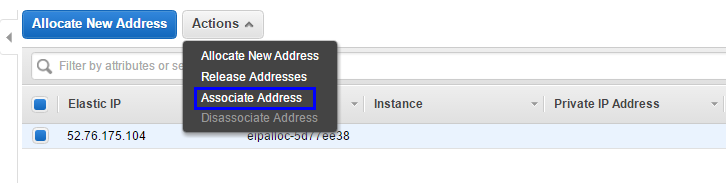 Allocate New Address Actions
Allocate New Address
Filter by attributes or se
Release Addresses
Associate Address
Elastic IP Instance Private IP Address
Disassociate Address
52.76.175.104 eipalloc-5d77ee38